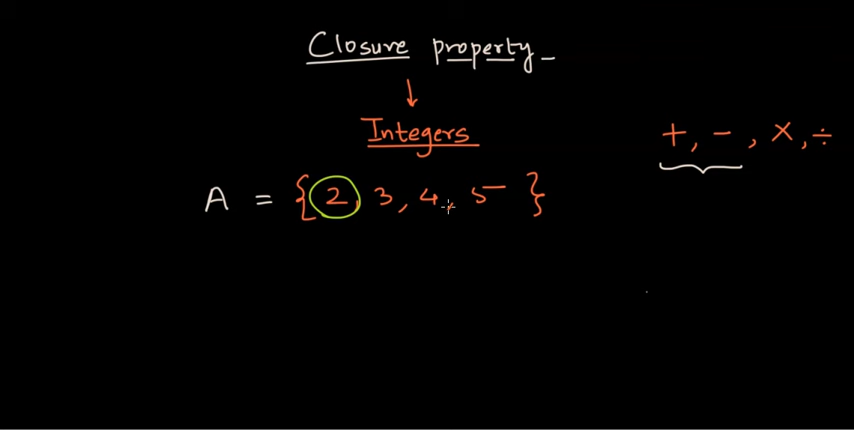 Closure property
Integers
+, -, ×, ÷
A = {2, 3, 4, 5}